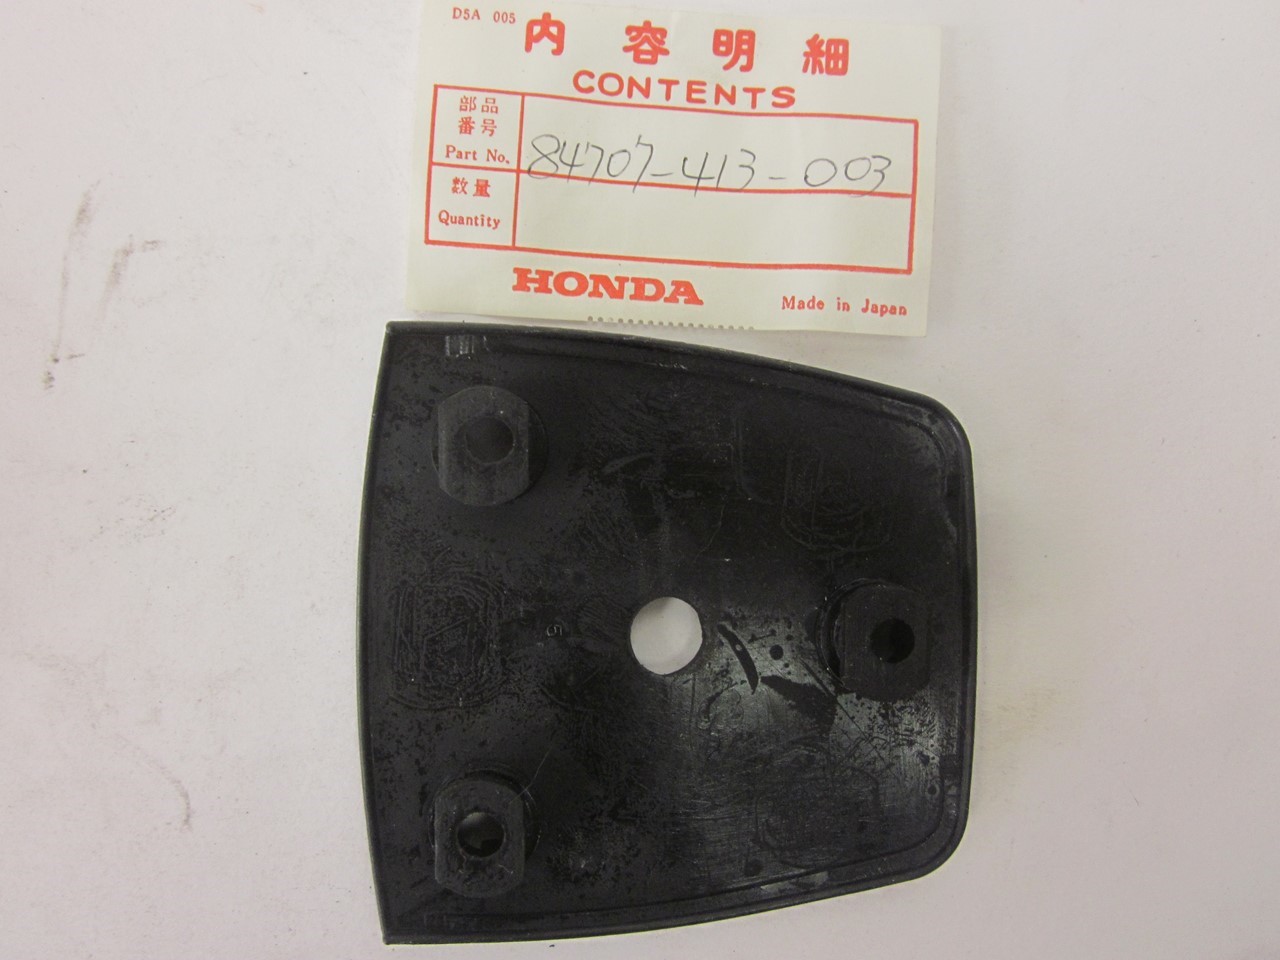 DSA 005
内容明細
CONTENTS
部品
番号
Part No.
84707-413-003
数量
Quantity
HONDA
Made in Japan